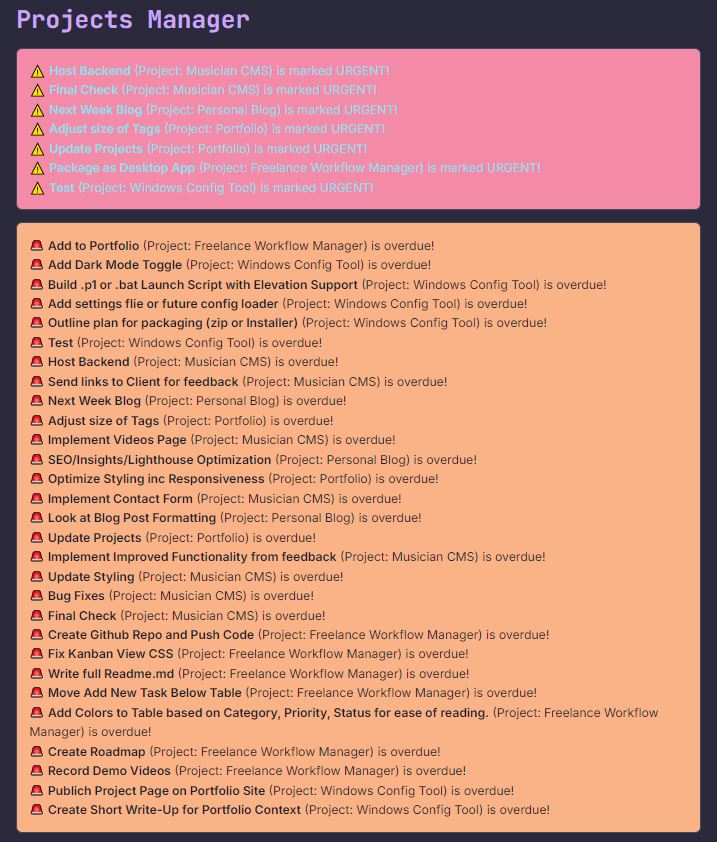 Projects Manager
⚠️ Host Backend (Project: Musician CMS) is marked URGENT!
⚠️ Final Check (Project: Musician CMS) is marked URGENT!
⚠️ Next Week Blog (Project: Personal Blog) is marked URGENT!
⚠️ Adjust size of Tags (Project: Portfolio) is marked URGENT!
⚠️ Update Projects (Project: Portfolio) is marked URGENT!
⚠️ Package as Desktop App (Project: Freelance Workflow Manager) is marked URGENT!
⚠️ Test (Project: Windows Config Tool) is marked URGENT!
🚨 Add to Portfolio (Project: Freelance Workflow Manager) is overdue!
🚨 Add Dark Mode Toggle (Project: Windows Config Tool) is overdue!
🚨 Build .p1 or .bat Launch Script with Elevation Support (Project: Windows Config Tool) is overdue!
🚨 Add settings flie or future config loader (Project: Windows Config Tool) is overdue!
🚨 Outline plan for packaging (zip or Installer) (Project: Windows Config Tool) is overdue!
🚨 Test (Project: Windows Config Tool) is overdue!
🚨 Host Backend (Project: Musician CMS) is overdue!
🚨 Send links to Client for feedback (Project: Musician CMS) is overdue!
🚨 Next Week Blog (Project: Personal Blog) is overdue!
🚨 Adjust size of Tags (Project: Portfolio) is overdue!
🚨 Implement Videos Page (Project: Musician CMS) is overdue!
🚨 SEO/Insights/Lighthouse Optimization (Project: Personal Blog) is overdue!
🚨 Optimize Styling inc Responsiveness (Project: Portfolio) is overdue!
🚨 Implement Contact Form (Project: Musician CMS) is overdue!
🚨 Look at Blog Post Formatting (Project: Personal Blog) is overdue!
🚨 Update Projects (Project: Portfolio) is overdue!
🚨 Implement Improved Functionality from feedback (Project: Musician CMS) is overdue!
🚨 Update Styling (Project: Musician CMS) is overdue!
🚨 Bug Fixes (Project: Musician CMS) is overdue!
🚨 Final Check (Project: Musician CMS) is overdue!
🚨 Create Github Repo and Push Code (Project: Freelance Workflow Manager) is overdue!
🚨 Fix Kanban View CSS (Project: Freelance Workflow Manager) is overdue!
🚨 Write full Readme.md (Project: Freelance Workflow Manager) is overdue!
🚨 Move Add New Task Below Table (Project: Freelance Workflow Manager) is overdue!
🚨 Add Colors to Table based on Category, Priority, Status for ease of reading. (Project: Freelance Workflow
Manager) is overdue!
🚨 Create Roadmap (Project: Freelance Workflow Manager) is overdue!
🚨 Record Demo Videos (Project: Freelance Workflow Manager) is overdue!
🚨 Publich Project Page on Portfolio Site (Project: Windows Config Tool) is overdue!
🚨 Create Short Write-Up for Portfolio Context (Project: Windows Config Tool) is overdue!